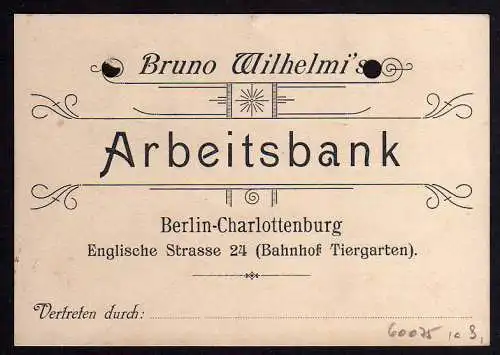 Bruno Wilhelmi's
Arbeitsbank
Berlin-Charlottenburg
Englische Strasse 24 (Bahnhof Tiergarten).
Vertreten durch:
60075